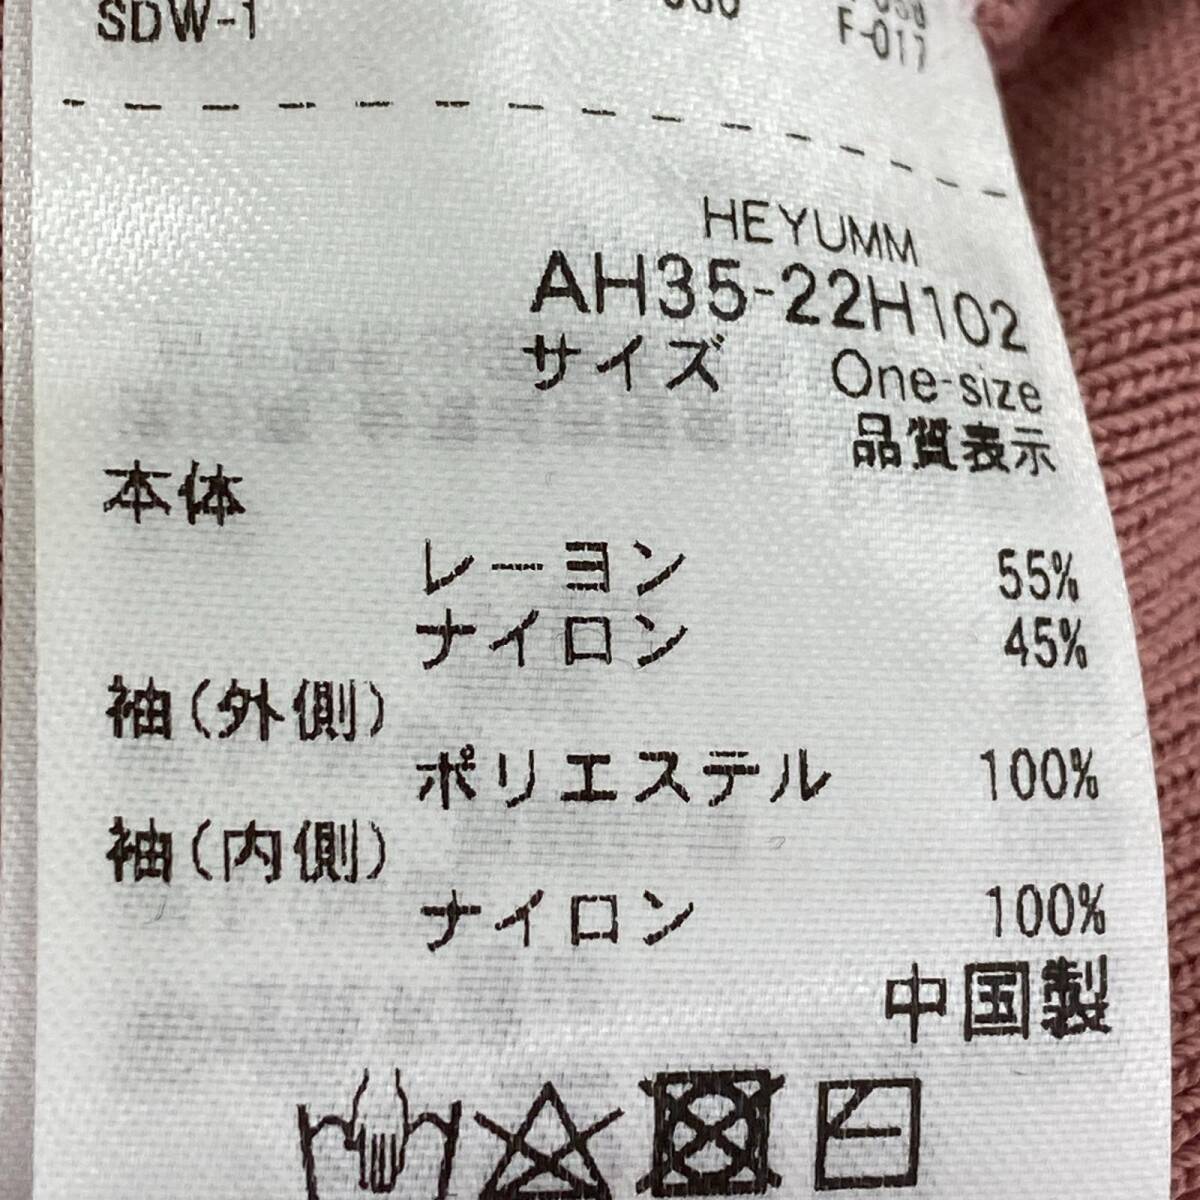 SDW-1
F-017
HEYUMM
AH35-22H102
サイズ One-size
品質表示
本体
レーヨン 55%
ナイロン 45%
袖(外側)
ポリエステル 100%
袖(内側)
ナイロン 100%
中国製